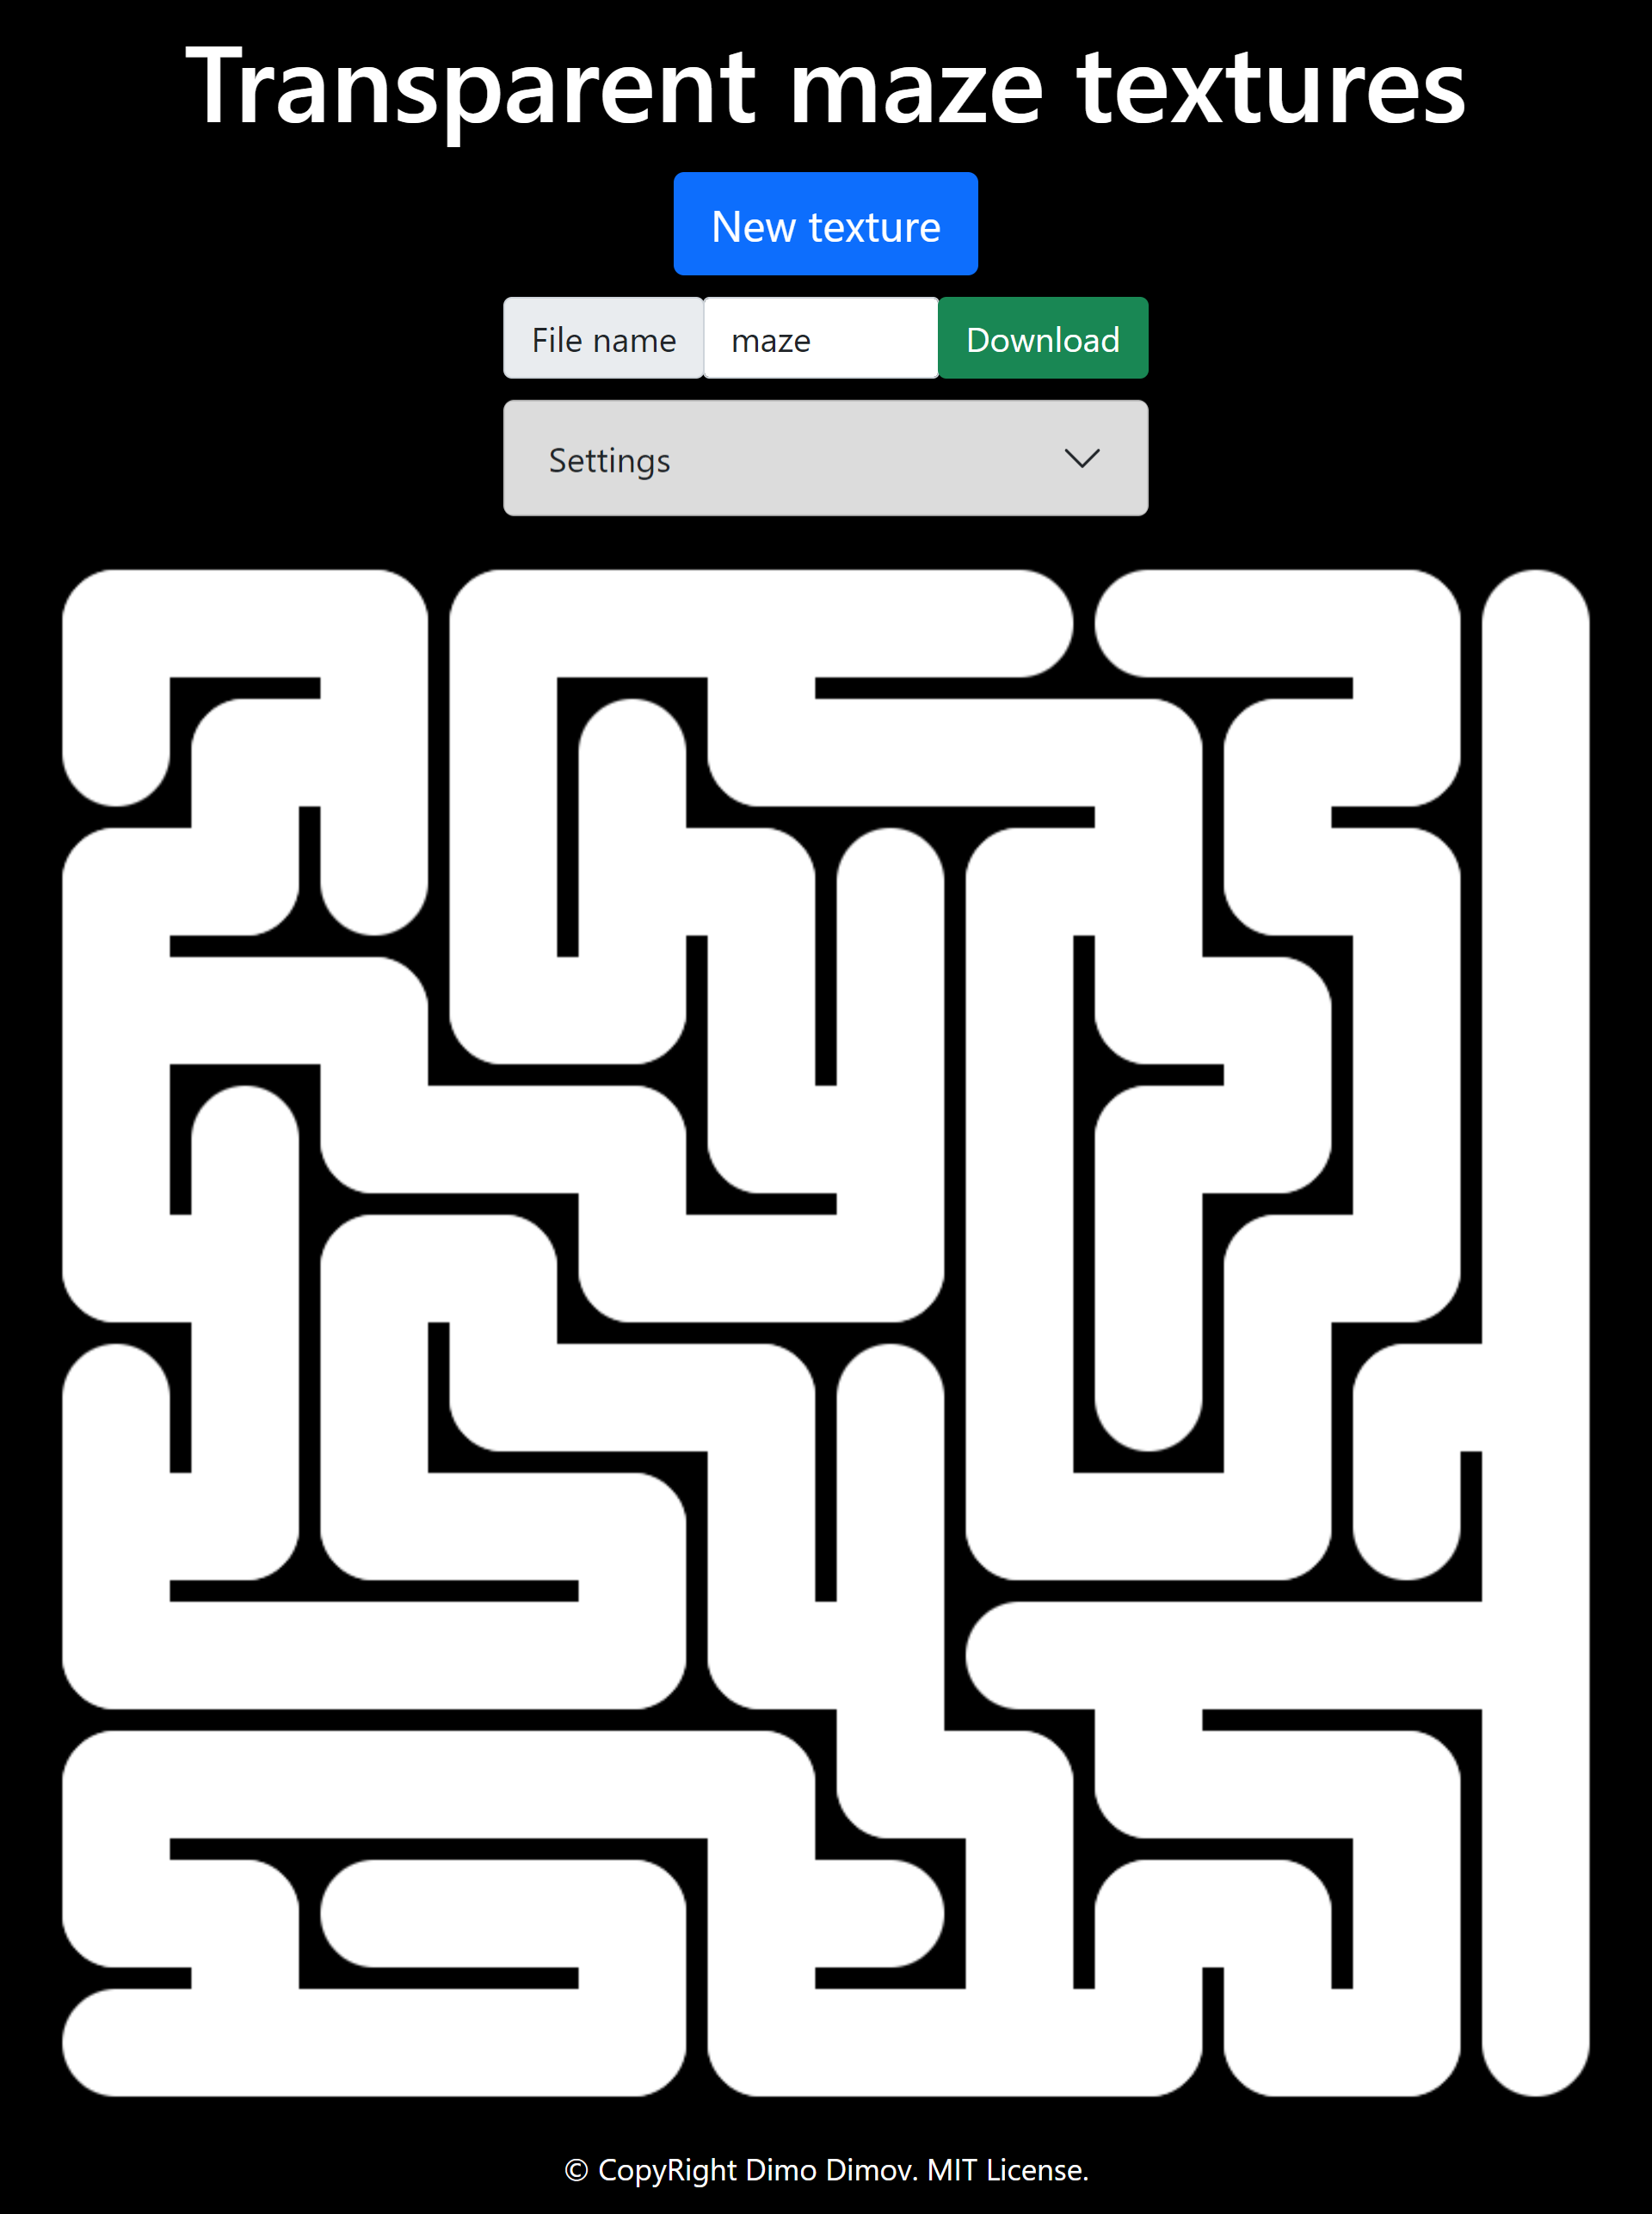 Transparent maze textures
New texture
File name maze Download
Settings
© CopyRight Dimo Dimov. MIT License.